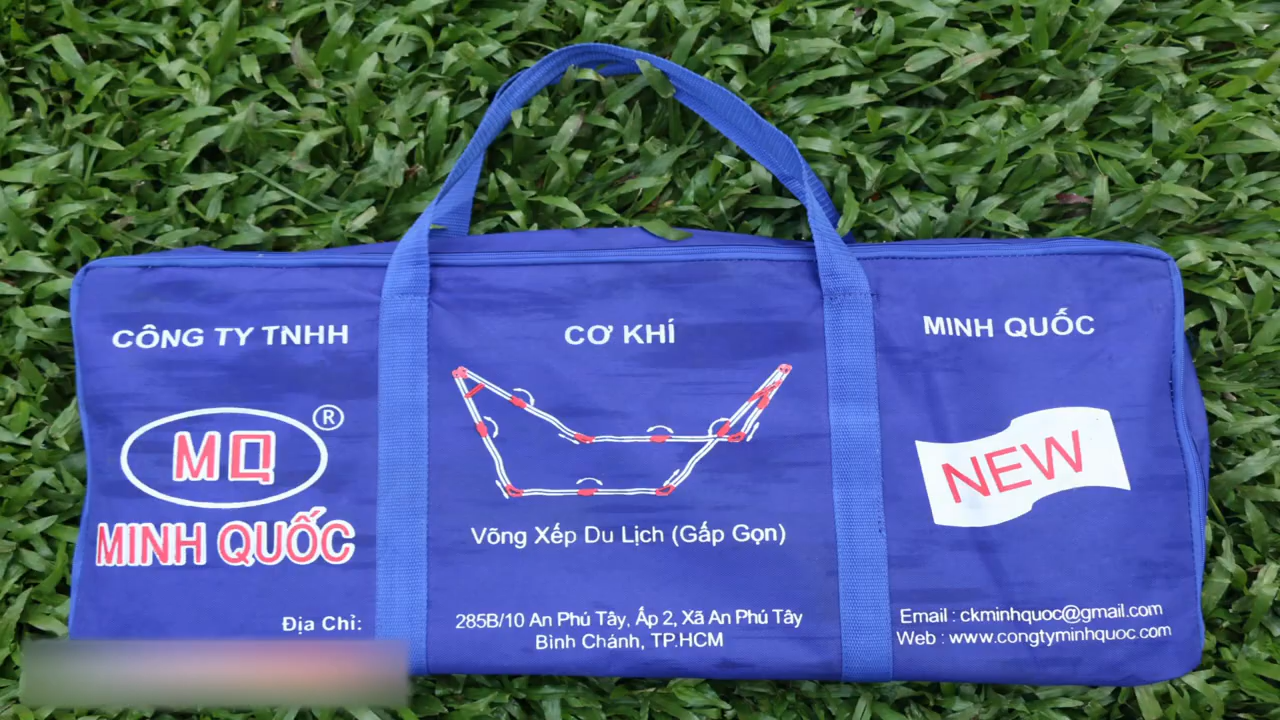 CÔNG TY TNHH
CƠ KHÍ
MINH QUỐC
MQ ®
MINH QUỐC
NEW
Võng Xếp Du Lịch (Gấp Gọn)
Địa Chỉ:
285B/10 An Phú Tây, Ấp 2, Xã An Phú Tây
Bình Chánh, TP.HCM
Email : ckminhquoc@gmail.com
Web : www.congtyminhquoc.com